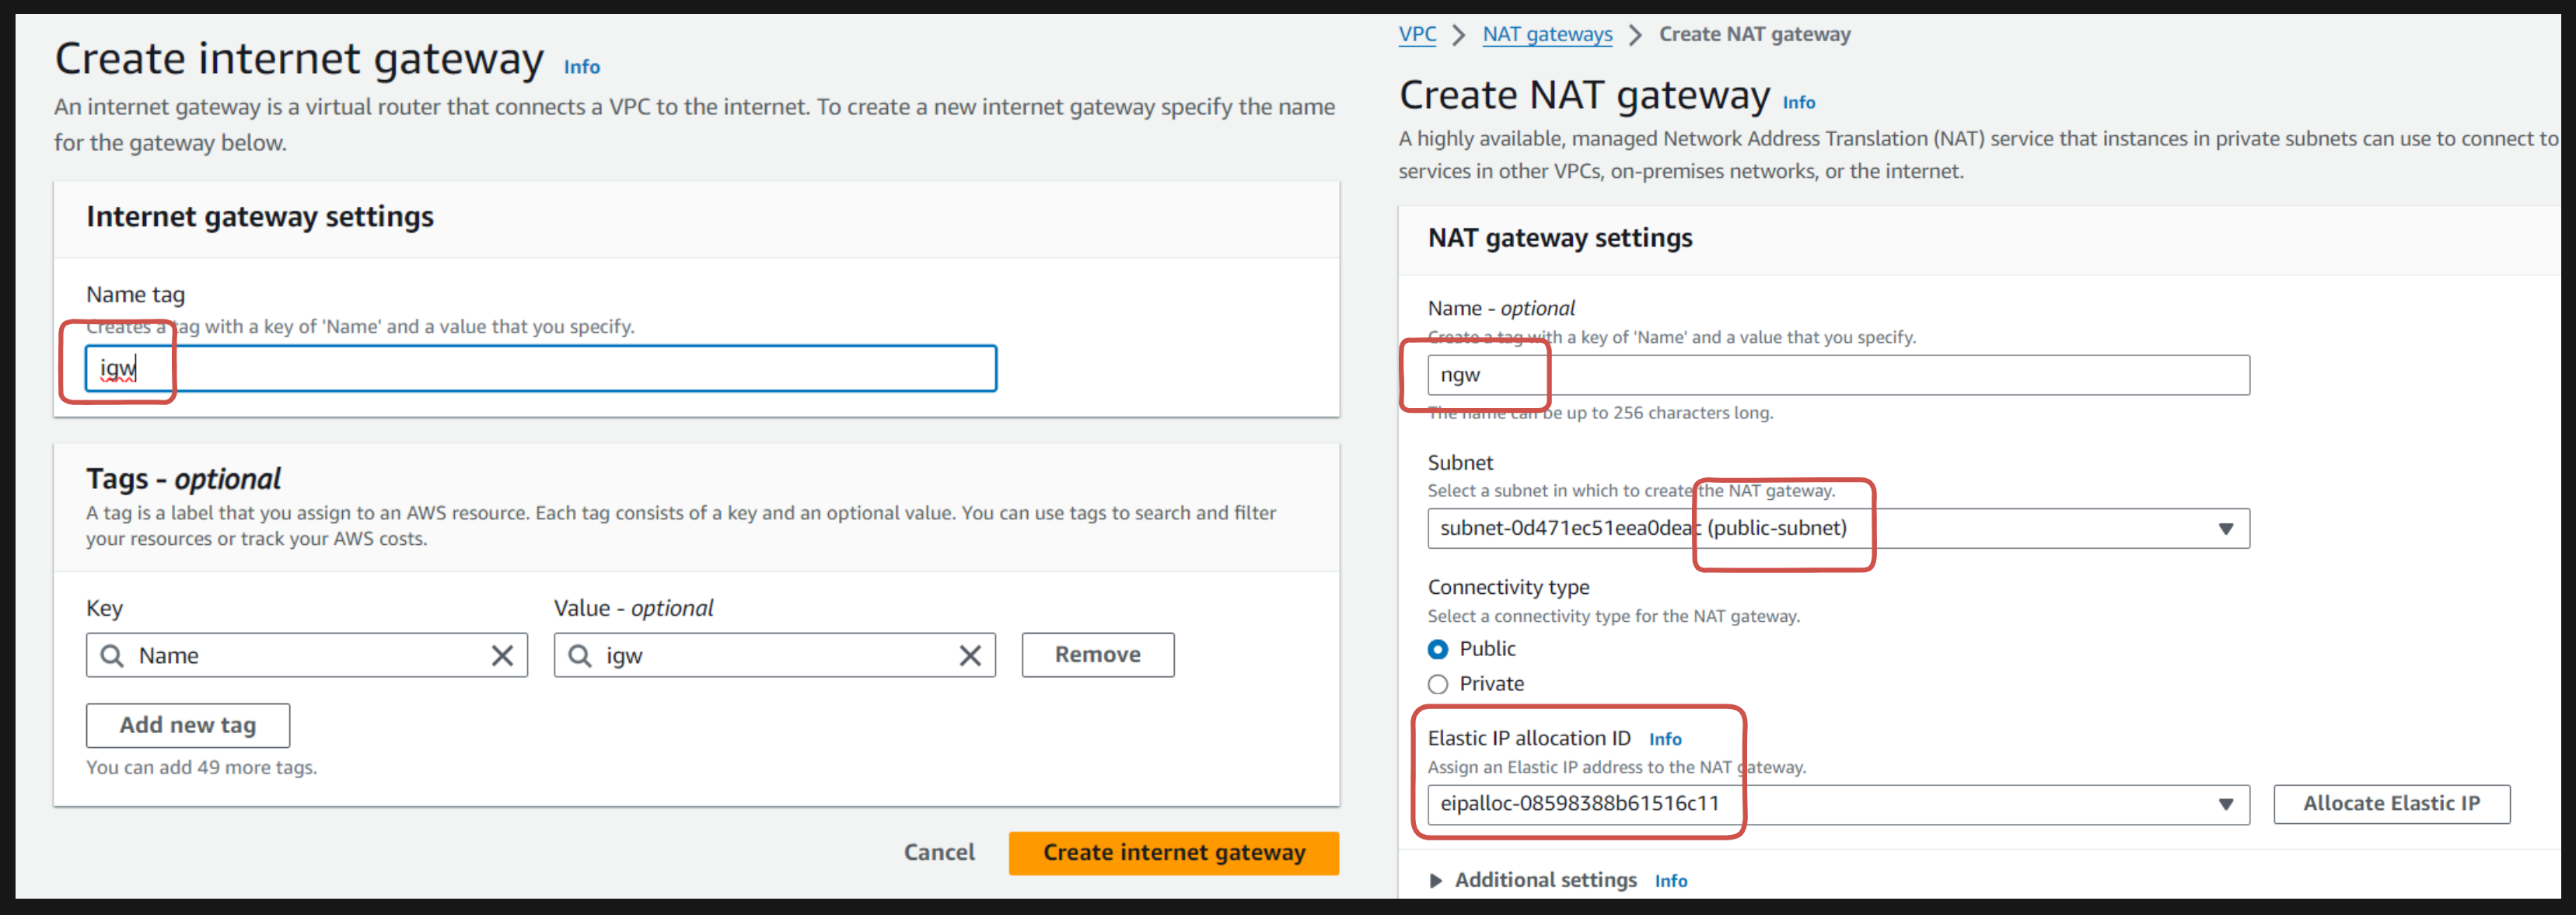 Create internet gateway Info
An internet gateway is a virtual router that connects a VPC to the internet. To create a new internet gateway specify the name
for the gateway below.
Internet gateway settings
Name tag
Creates a tag with a key of 'Name' and a value that you specify.
igw
Tags - optional
A tag is a label that you assign to an AWS resource. Each tag consists of a key and an optional value. You can use tags to search and filter
your resources or track your AWS costs.
Key Value - optional
Name igw Remove
Add new tag
You can add 49 more tags.
Cancel Create internet gateway
VPC > NAT gateways > Create NAT gateway
Create NAT gateway Info
A highly available, managed Network Address Translation (NAT) service that instances in private subnets can use to connect to
services in other VPCs, on-premises networks, or the internet.
NAT gateway settings
Name - optional
Create a tag with a key of 'Name' and a value that you specify.
ngw
The name can be up to 256 characters long.
Subnet
Select a subnet in which to create the NAT gateway.
subnet-0d471ec51eea0deac (public-subnet)
Connectivity type
Select a connectivity type for the NAT gateway.
Public
Private
Elastic IP allocation ID Info
Assign an Elastic IP address to the NAT gateway.
eipalloc-08598388b61516c11 Allocate Elastic IP
Additional settings Info